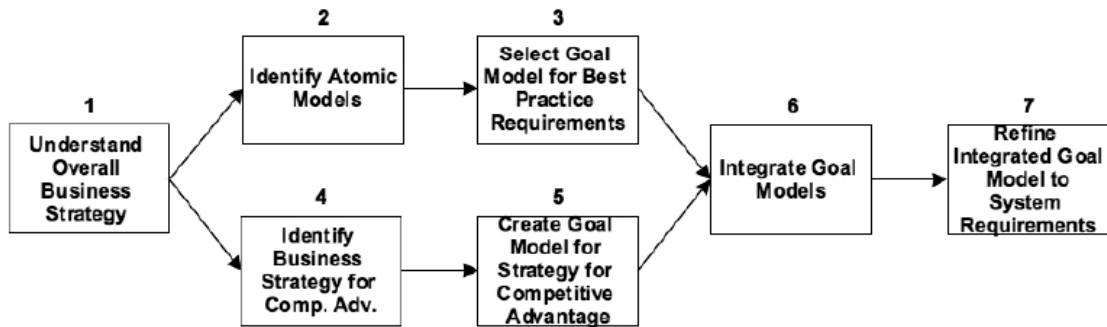 1
Understand
Overall
Business
Strategy
2
Identify Atomic
Models
3
Select Goal
Model for Best
Practice
Requirements
4
Identify
Business
Strategy for
Comp. Adv.
5
Create Goal
Model for
Strategy for
Competitive
Advantage
6
Integrate Goal
Models
7
Refine
Integrated Goal
Model to
System
Requirements